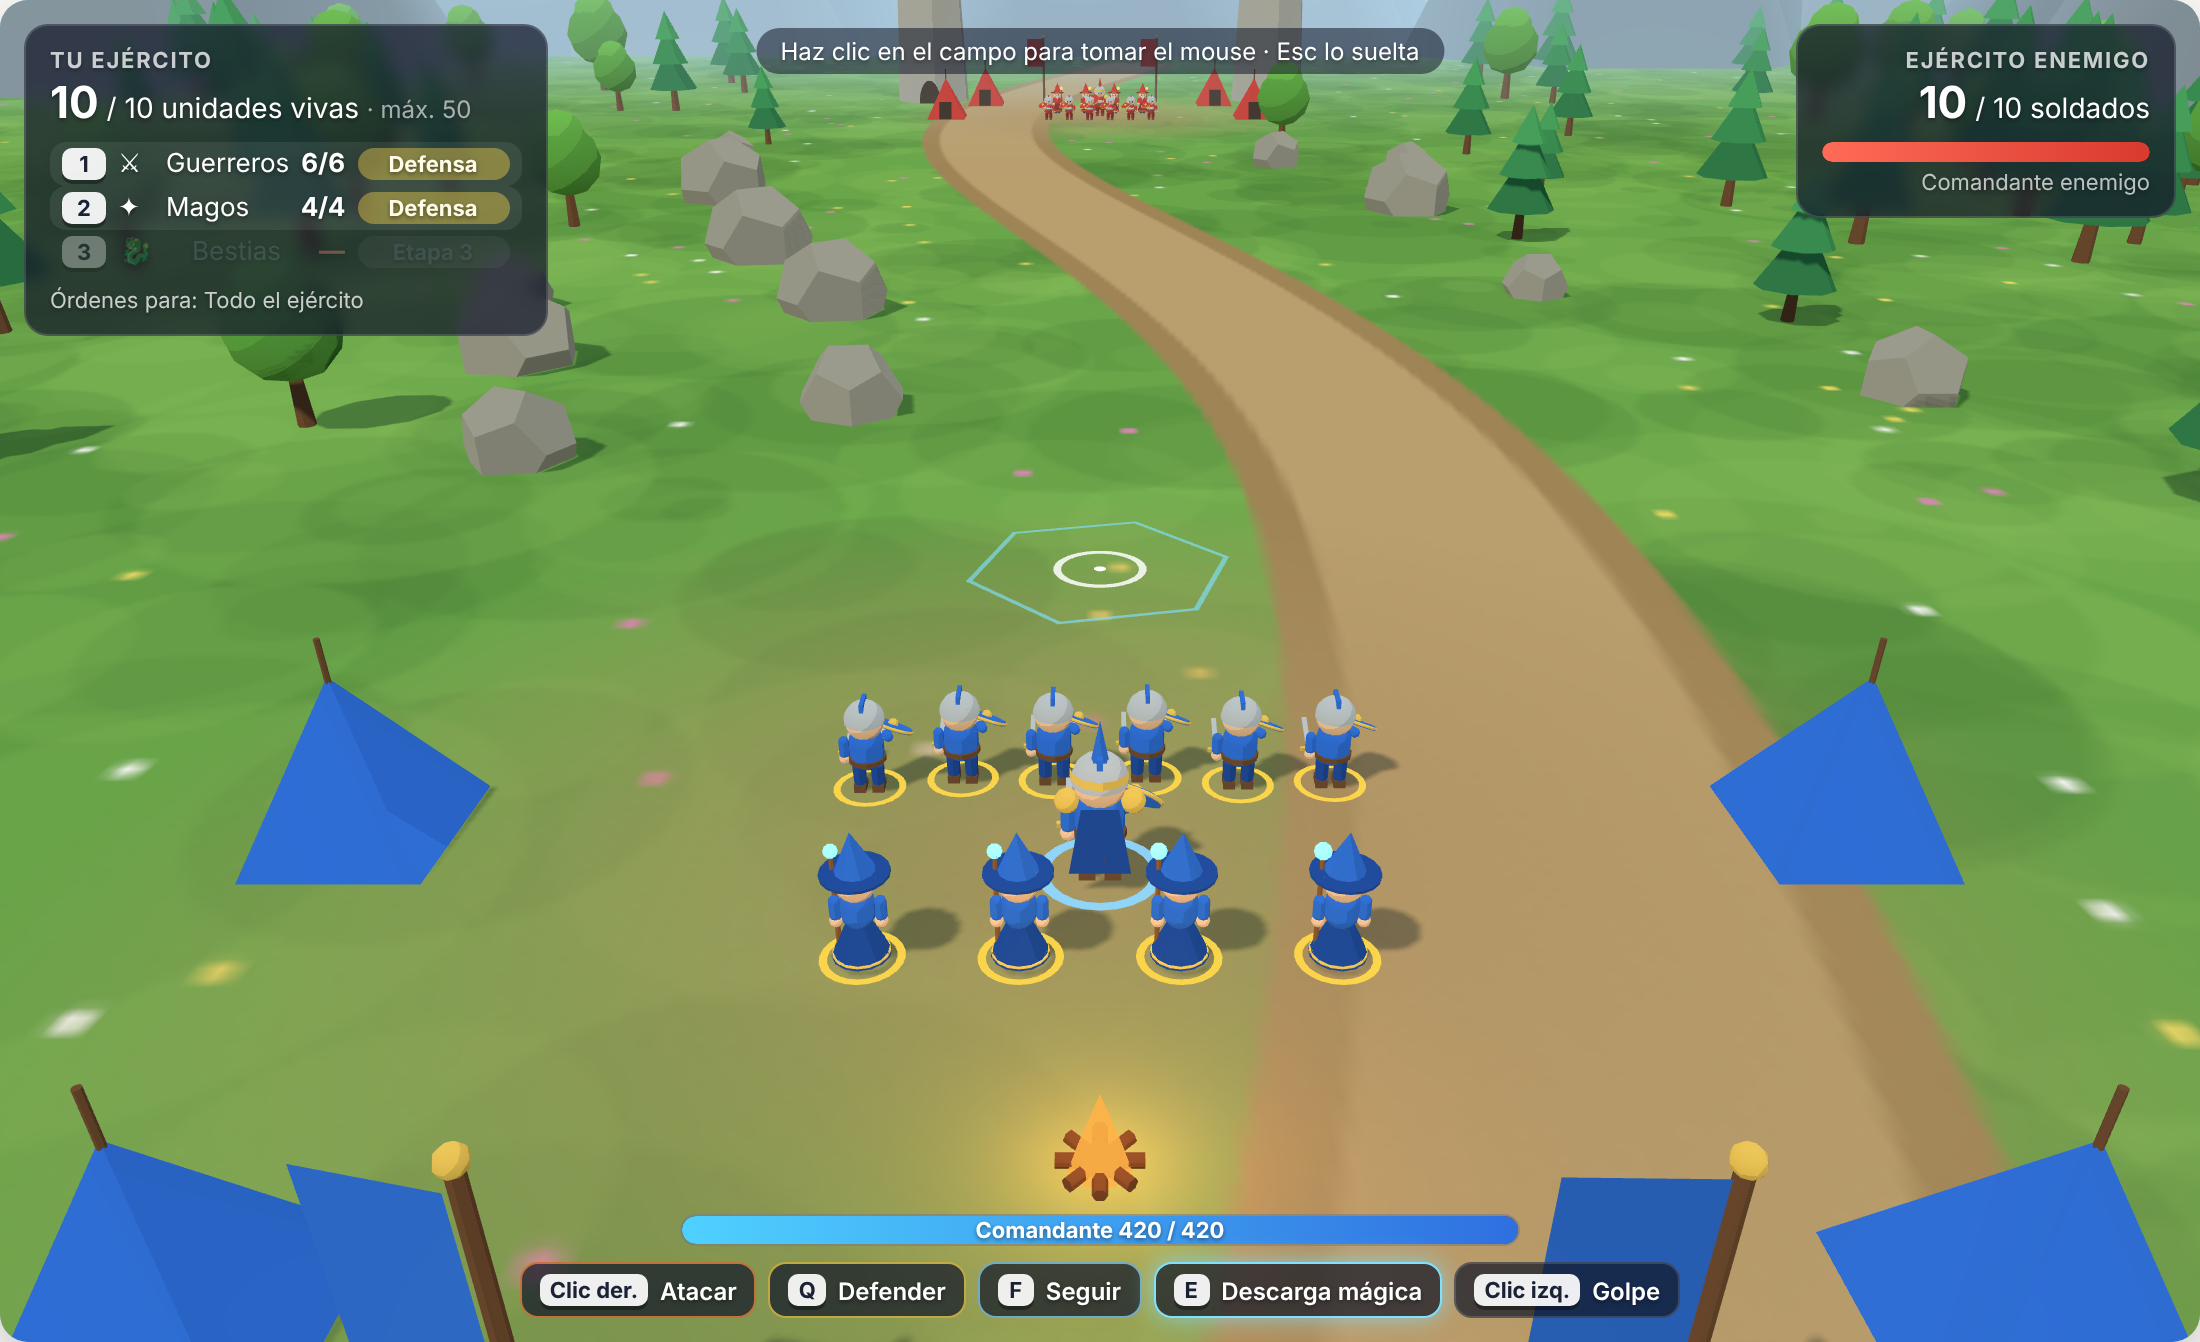 TU EJÉRCITO
10 / 10 unidades vivas · máx. 50
1 Guerreros 6/6 Defensa
2 Magos 4/4 Defensa
3 Bestias — Etapa 3
Órdenes para: Todo el ejército
Haz clic en el campo para tomar el mouse · Esc lo suelta
EJÉRCITO ENEMIGO
10 / 10 soldados
Comandante enemigo
Comandante 420 / 420
Clic der. Atacar
Q Defender
F Seguir
E Descarga mágica
Clic izq. Golpe